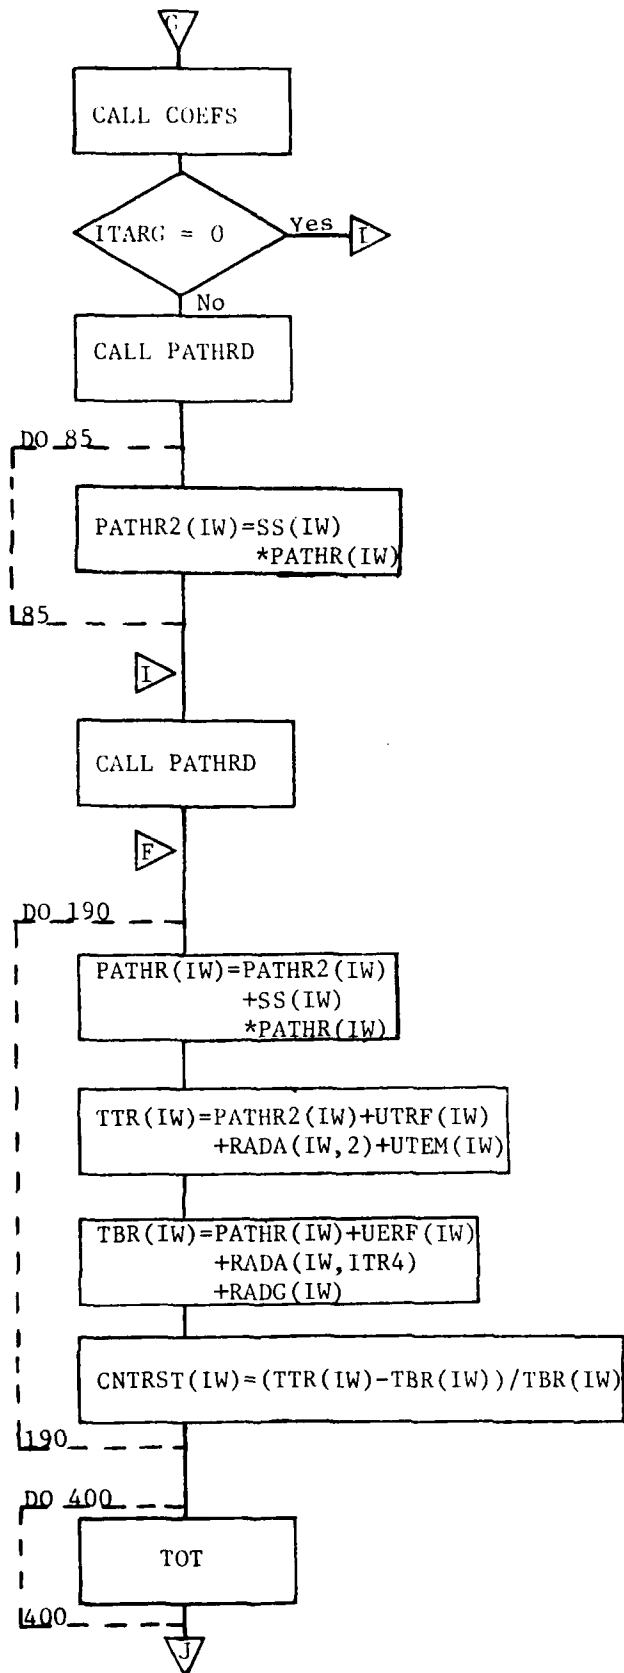 G
CALL COEFS
ITARG = 0
Yes
I
No
CALL PATHRD
DO 85
PATHR2(IW)=SS(IW)
*PATHR(IW)
85
I
CALL PATHRD
F
DO 190
PATHR(IW)=PATHR2(IW)
+SS(IW)
*PATHR(IW)
TTR(IW)=PATHR2(IW)+UTRF(IW)
+RADA(IW,2)+UTEM(IW)
TBR(IW)=PATHR(IW)+UERF(IW)
+RADA(IW,ITR4)
+RADG(IW)
CNTRST(IW)=(TTR(IW)-TBR(IW))/TBR(IW)
190
DO 400
TOT
400
J